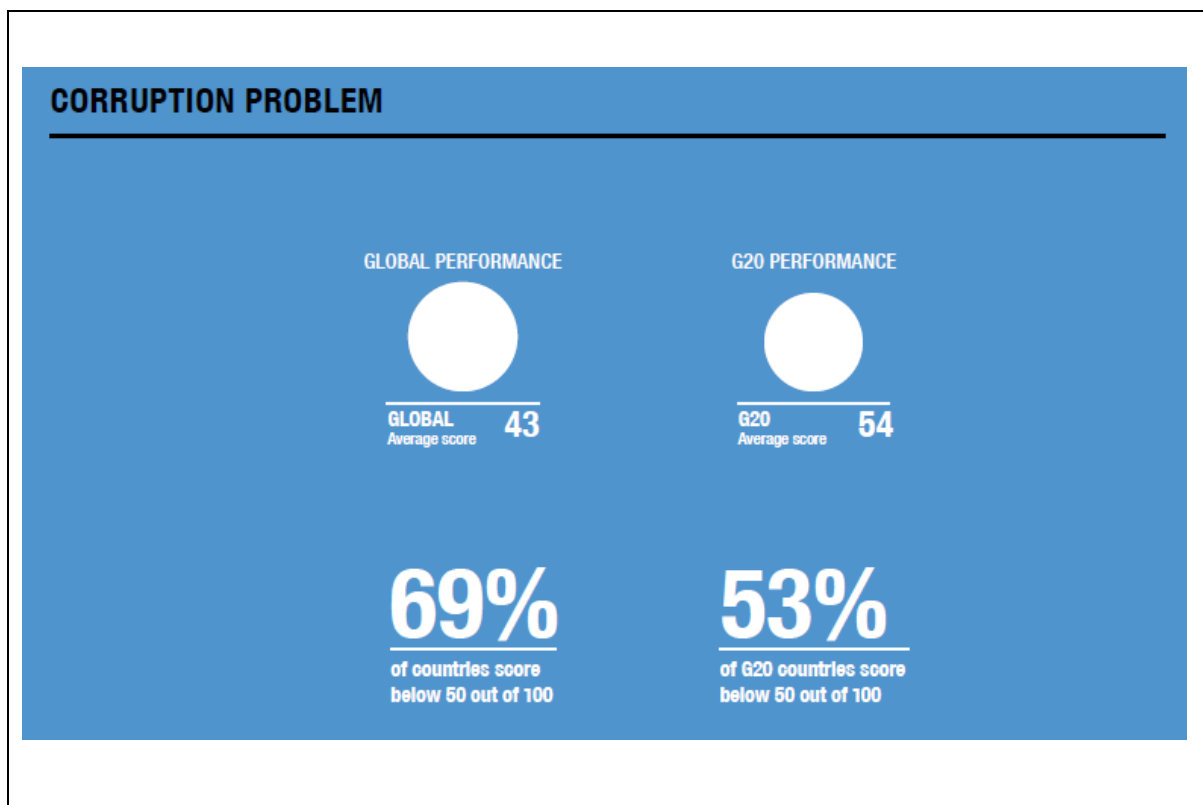 CORRUPTION PROBLEM
GLOBAL PERFORMANCE
GLOBAL
Average score
43
69%
of countries score
below 50 out of 100
G20 PERFORMANCE
G20
Average score
54
53%
of G20 countries score
below 50 out of 100